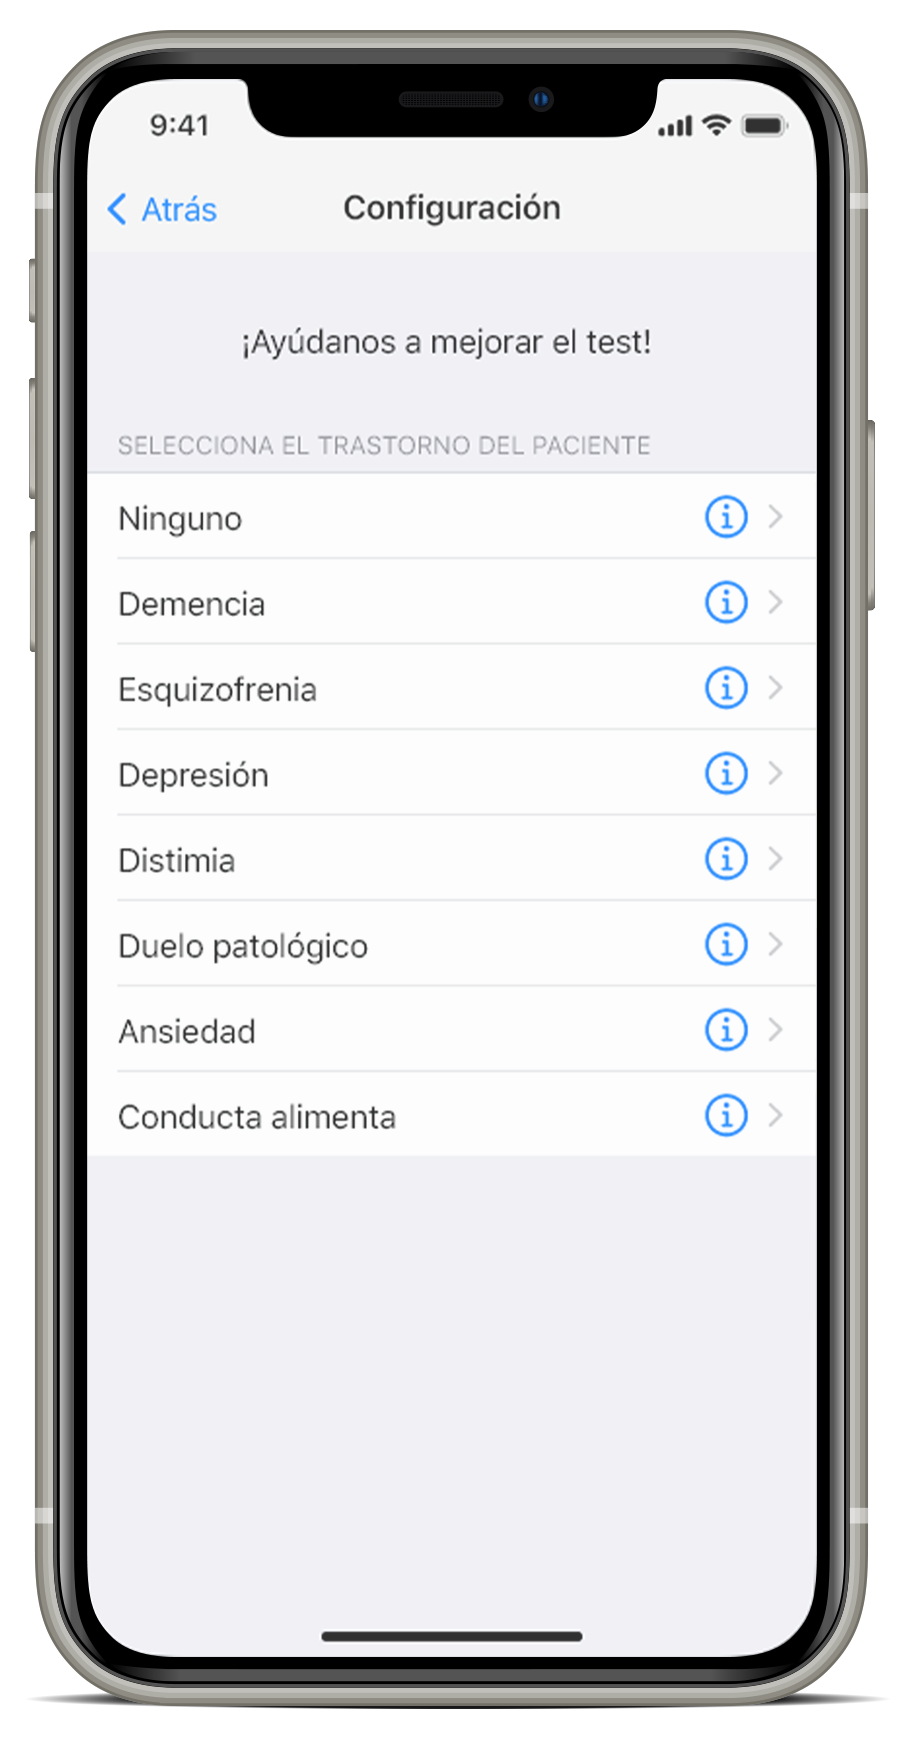 9:41
Atrás
Configuración
¡Ayúdanos a mejorar el test!
SELECCIONA EL TRASTORNO DEL PACIENTE
Ninguno
Demencia
Esquizofrenia
Depresión
Distimia
Duelo patológico
Ansiedad
Conducta alimenta